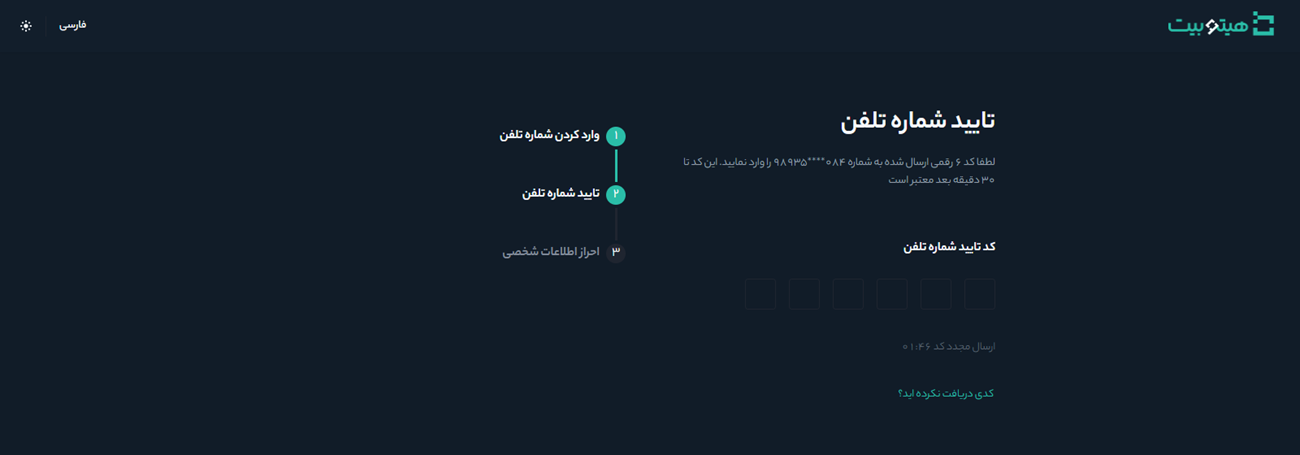 هیتوبیت
فارسی
تایید شماره تلفن
لطفا کد ۶ رقمی ارسال شده به شماره ۰۸۴****۹۸۹۳۵ را وارد نمایید. این کد تا
۳۰ دقیقه بعد معتبر است
کد تایید شماره تلفن
ارسال مجدد کد ۰۱:۴۶
کدی دریافت نکرده اید؟
۱ وارد کردن شماره تلفن
۲ تایید شماره تلفن
۳ احراز اطلاعات شخصی